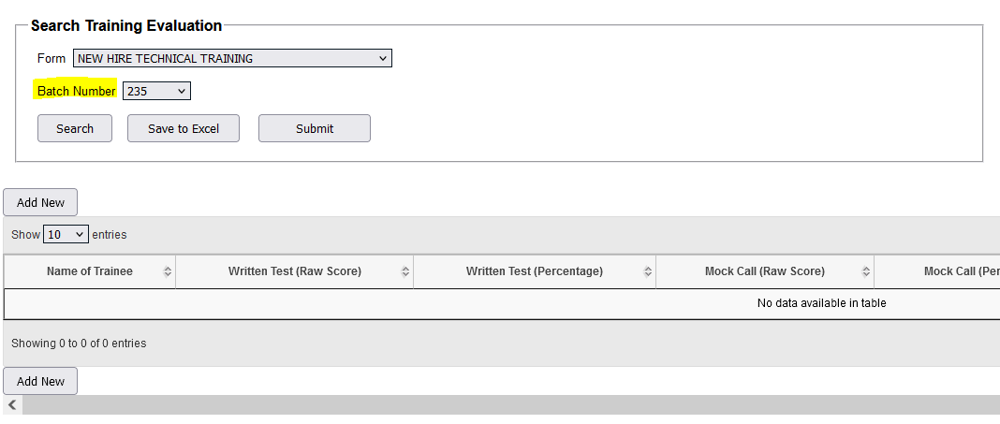 Search Training Evaluation
Form NEW HIRE TECHNICAL TRAINING
Batch Number 235
Search Save to Excel Submit
Add New
Show 10 entries
Name of Trainee Written Test (Raw Score) Written Test (Percentage) Mock Call (Raw Score) Mock Call (Per
No data available in table
Showing 0 to 0 of 0 entries
Add New